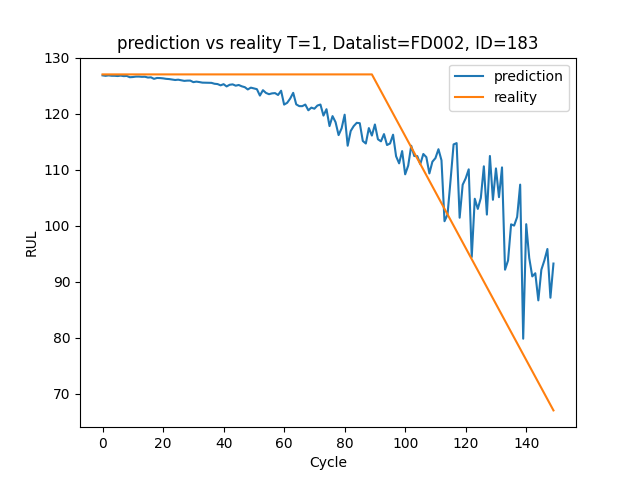 prediction vs reality T=1, Datalist=FD002, ID=183
130
120
110
100
90
80
70
RUL
prediction
reality
0 20 40 60 80 100 120 140
Cycle